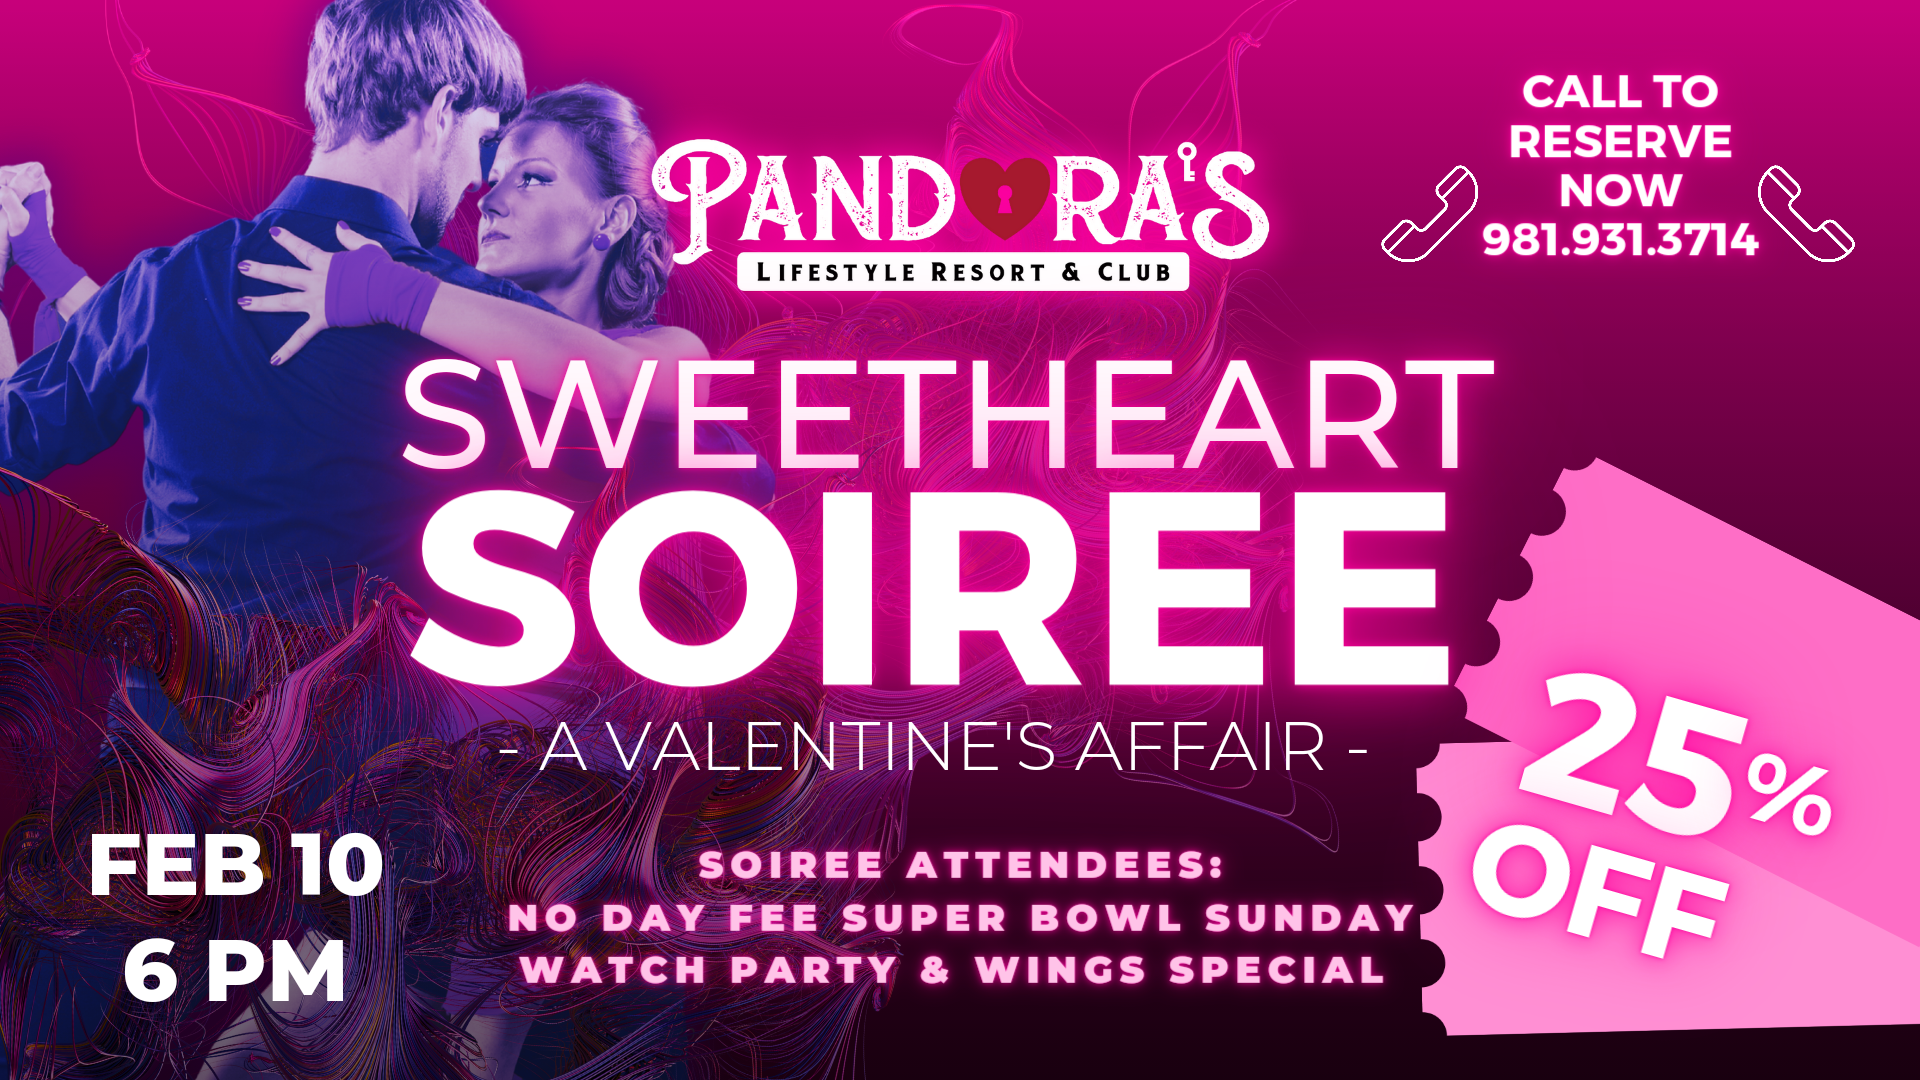 PANDORA'S
LIFESTYLE RESORT & CLUB
CALL TO
RESERVE
NOW
981.931.3714
SWEETHEART
SOIREE
- A VALENTINE'S AFFAIR -
25%
OFF
FEB 10
6 PM
SOIREE ATTENDEES:
NO DAY FEE SUPER BOWL SUNDAY
WATCH PARTY & WINGS SPECIAL